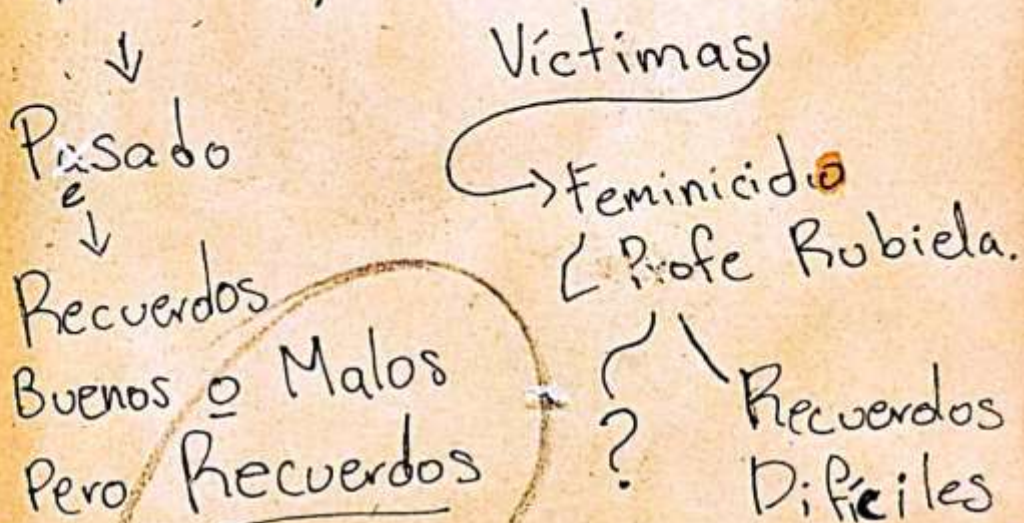 Pasado
e
Recuerdos
Buenos o Malos
Pero Recuerdos
Víctimas
Feminicidio
Profe Rubiela.
?
Recuerdos
Difíciles